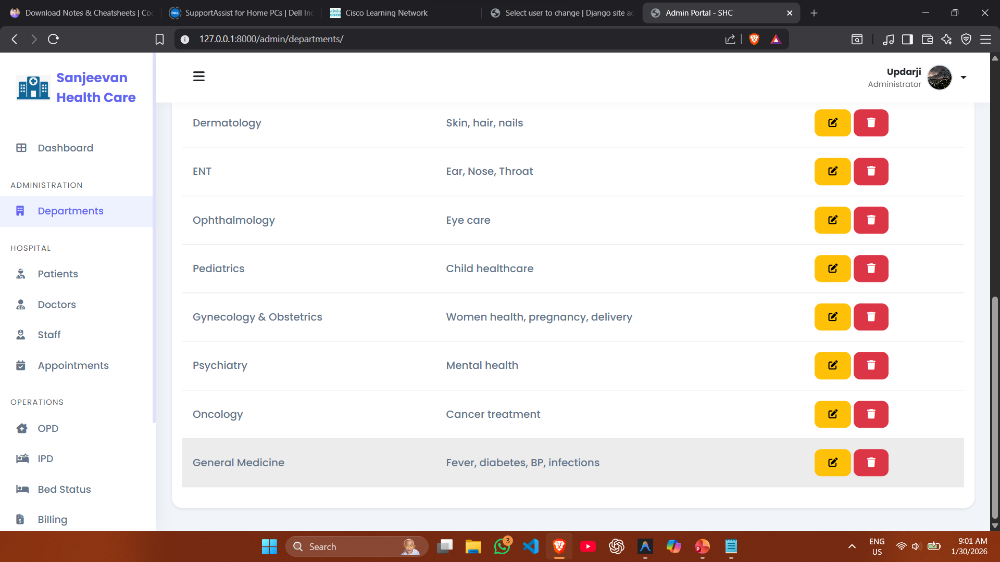 Download Notes & Cheatsheets | Co
SupportAssist for Home PCs | Dell In
Cisco Learning Network
Select user to change | Django site a
Admin Portal - SHC
127.0.0.1:8000/admin/departments/
Sanjeevan
Health Care
Updarji
Administrator
Dashboard
ADMINISTRATION
Departments
HOSPITAL
Patients
Doctors
Staff
Appointments
OPERATIONS
OPD
IPD
Bed Status
Billing
Dermatology Skin, hair, nails
ENT Ear, Nose, Throat
Ophthalmology Eye care
Pediatrics Child healthcare
Gynecology & Obstetrics Women health, pregnancy, delivery
Psychiatry Mental health
Oncology Cancer treatment
General Medicine Fever, diabetes, BP, infections
Search
3
ENG
US
9:01 AM
1/30/2026